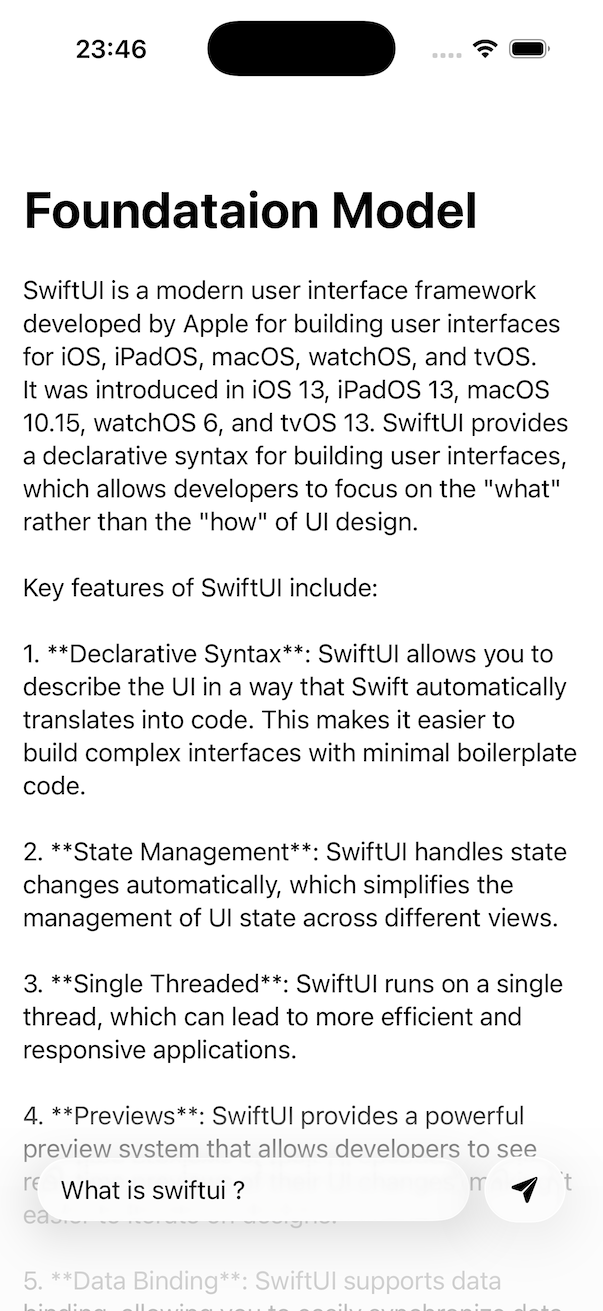 23:46
Foundataion Model
SwiftUI is a modern user interface framework
developed by Apple for building user interfaces
for iOS, iPadOS, macOS, watchOS, and tvOS.
It was introduced in iOS 13, iPadOS 13, macOS
10.15, watchOS 6, and tvOS 13. SwiftUI provides
a declarative syntax for building user interfaces,
which allows developers to focus on the "what"
rather than the "how" of UI design.
Key features of SwiftUI include:
1. **Declarative Syntax**: SwiftUI allows you to
describe the UI in a way that Swift automatically
translates into code. This makes it easier to
build complex interfaces with minimal boilerplate
code.
2. **State Management**: SwiftUI handles state
changes automatically, which simplifies the
management of UI state across different views.
3. **Single Threaded**: SwiftUI runs on a single
thread, which can lead to more efficient and
responsive applications.
4. **Previews**: SwiftUI provides a powerful
preview system that allows developers to see
What is swiftui ?
easier to iterate on designs.
5. **Data Binding**: SwiftUI supports data
binding, allowing you to easily synchronize data